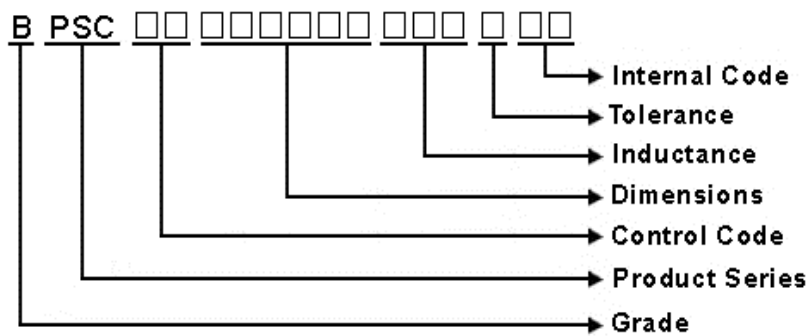 B PSC □□ □□□□□□ □□□ □ □□
Internal Code
Tolerance
Inductance
Dimensions
Control Code
Product Series
Grade